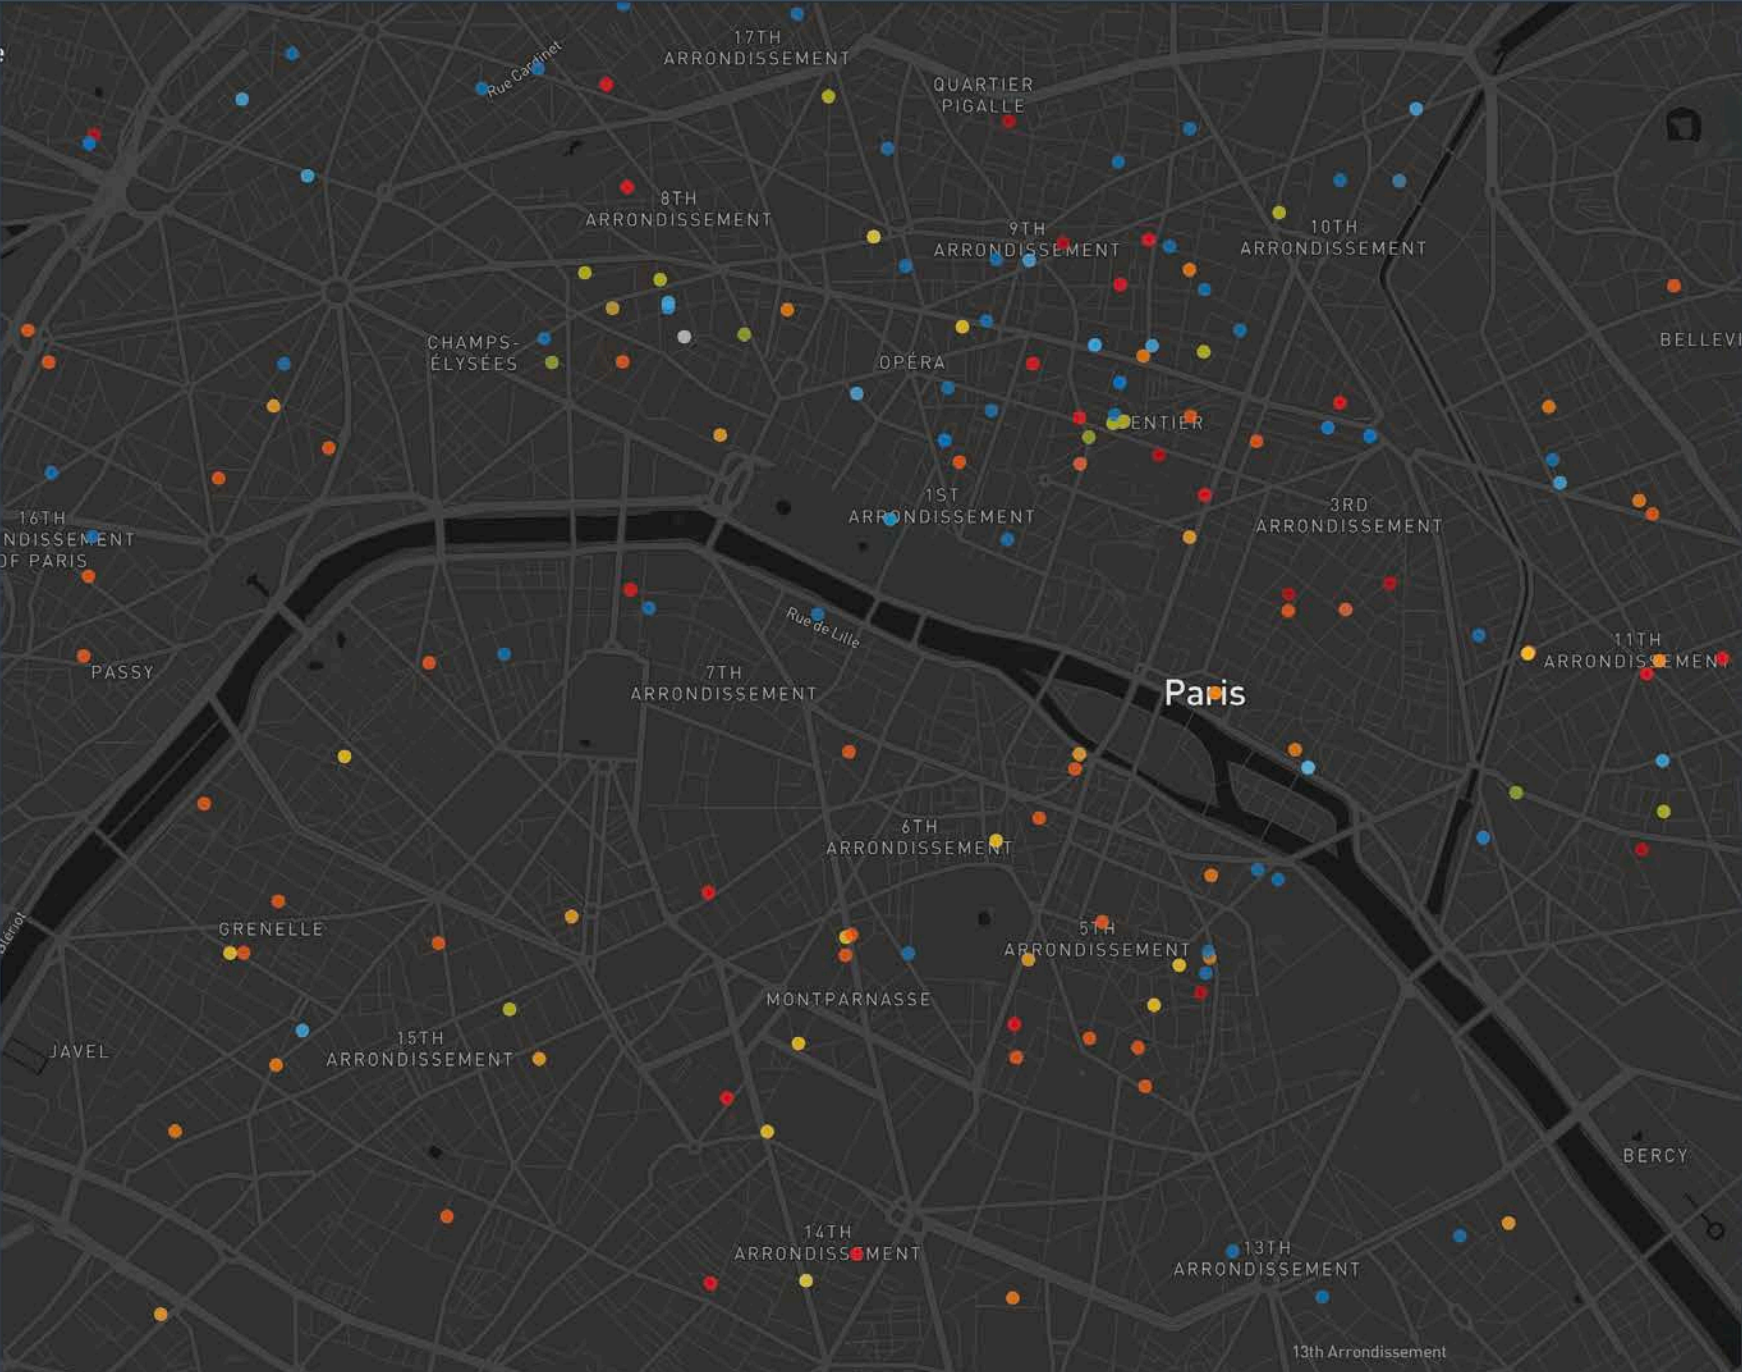 17TH
ARRONDISSEMENT
Rue Cardinet
QUARTIER
PIGALLE
8TH
ARRONDISSEMENT
9TH
ARRONDISSEMENT
10TH
ARRONDISSEMENT
CHAMPS-
ÉLYSÉES
OPÉRA
BELLEVI
ENTIER
1ST
ARRONDISSEMENT
3RD
ARRONDISSEMENT
16TH
NDISSEMENT
OF PARIS
Rue de Lille
11TH
ARRONDISSEMENT
PASSY
7TH
ARRONDISSEMENT
Paris
6TH
ARRONDISSEMENT
GRENELLE
Blériot
5TH
ARRONDISSEMENT
MONTPARNASSE
15TH
ARRONDISSEMENT
JAVEL
BERCY
14TH
ARRONDISSEMENT
13TH
ARRONDISSEMENT
13th Arrondissement